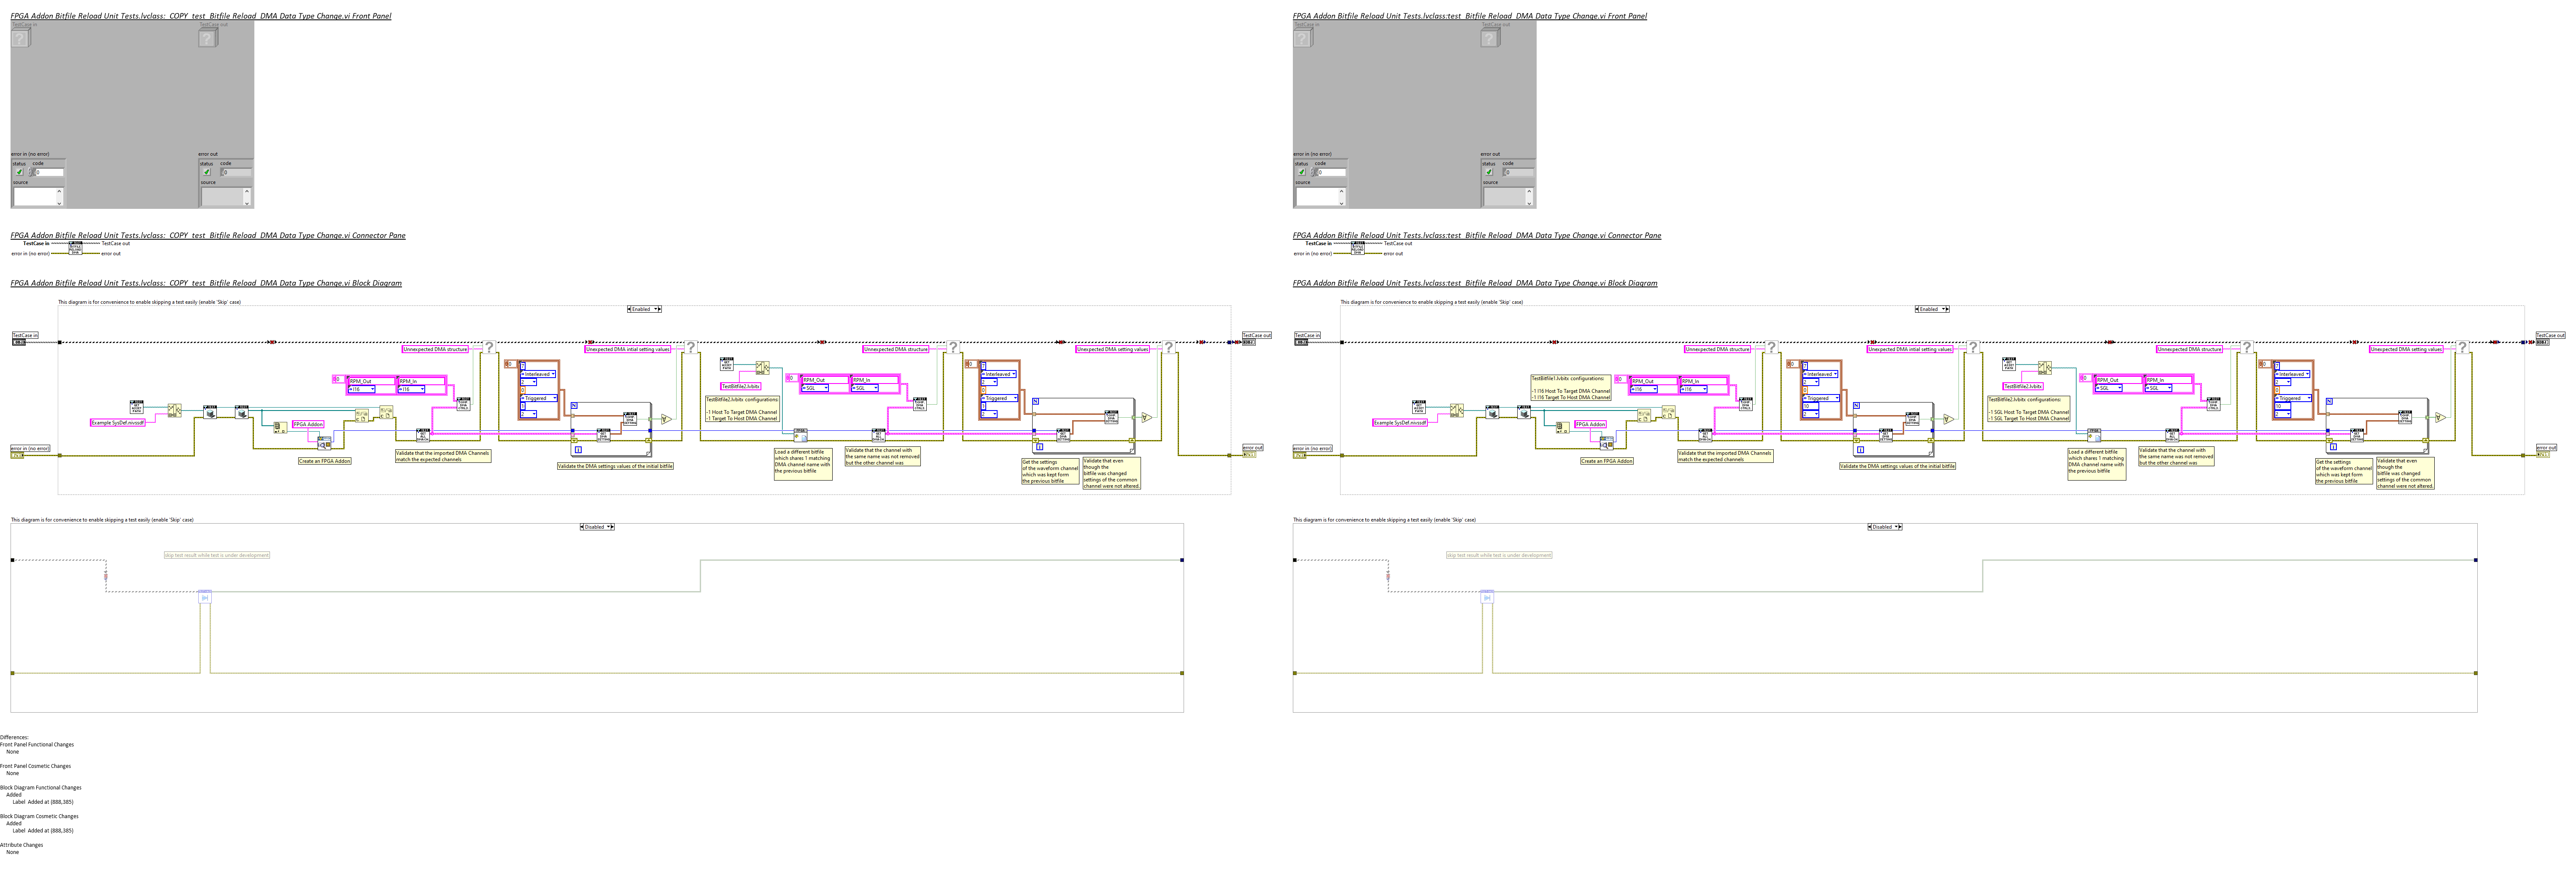 FPGA Addon Bitfile Reload Unit Tests.lvclass:_COPY_test_Bitfile Reload_DMA Data Type Change.vi Front Panel
TestCase in
TestCase out
error in (no error)
error out
status code
status code
0
0
source
source
FPGA Addon Bitfile Reload Unit Tests.lvclass:_COPY_test_Bitfile Reload_DMA Data Type Change.vi Connector Pane
TestCase in
TestCase out
error in (no error)
error out
FPGA Addon Bitfile Reload Unit Tests.lvclass:_COPY_test_Bitfile Reload_DMA Data Type Change.vi Block Diagram
This diagram is for convenience to enable skipping a test easily (enable 'Skip' case)
Enabled
TestCase in
TestCase out
Unnexpected DMA structure
Unexpected DMA intial setting values
Unnexpected DMA structure
Unnexpected DMA setting values
RPM_Out
RPM_In
I16
I16
Interleaved
2
0
Triggered
2
TestBitfile2.lvbitx
RPM_Out
RPM_In
SGL
SGL
Interleaved
2
0
Triggered
2
TestBitfile2.lvbitx configurations:
-1 Host To Target DMA Channel
-1 Target To Host DMA Channel
Example SysDef.nivssdf
FPGA Addon
error in (no error)
error out
Create an FPGA Addon
Validate that the imported DMA Channels
match the expected channels
Validate the DMA settings values of the initial bitfile
Load a different bitfile
which shares 1 matching
DMA channel name with
the previous bitfile
Validate that the channel with
the same name was not removed
but the other channel was
Get the settings
of the waveform channel
which was kept form
the previous bitfile
Validate that even
though the
bitfile was changed
settings of the common
channel were not altered.
This diagram is for convenience to enable skipping a test easily (enable 'Skip' case)
Disabled
skip test result while test is under development
Differences:
Front Panel Functional Changes
None
Front Panel Cosmetic Changes
None
Block Diagram Functional Changes
Added
Label Added at (888,385)
Block Diagram Cosmetic Changes
Added
Label Added at (888,385)
Attribute Changes
None
FPGA Addon Bitfile Reload Unit Tests.lvclass:test_Bitfile Reload_DMA Data Type Change.vi Front Panel
TestCase in
TestCase out
error in (no error)
error out
status code
status code
0
0
source
source
FPGA Addon Bitfile Reload Unit Tests.lvclass:test_Bitfile Reload_DMA Data Type Change.vi Connector Pane
TestCase in
TestCase out
error in (no error)
error out
FPGA Addon Bitfile Reload Unit Tests.lvclass:test_Bitfile Reload_DMA Data Type Change.vi Block Diagram
This diagram is for convenience to enable skipping a test easily (enable 'Skip' case)
Enabled
TestCase in
TestCase out
Unnexpected DMA structure
Unexpected DMA intial setting values
Unnexpected DMA structure
Unnexpected DMA setting values
TestBitfile1.lvbitx configurations:
-1 I16 Host To Target DMA Channel
-1 I16 Target To Host DMA Channel
RPM_Out
RPM_In
I16
I16
Interleaved
2
0
Triggered
10
2
TestBitfile2.lvbitx
RPM_Out
RPM_In
SGL
SGL
Interleaved
2
0
Triggered
10
2
TestBitfile2.lvbitx configurations:
-1 SGL Host To Target DMA Channel
-1 SGL Target To Host DMA Channel
Example SysDef.nivssdf
FPGA Addon
error in (no error)
error out
Create an FPGA Addon
Validate that the imported DMA Channels
match the expected channels
Validate the DMA settings values of the initial bitfile
Load a different bitfile
which shares 1 matching
DMA channel name with
the previous bitfile
Validate that the channel with
the same name was not removed
but the other channel was
Get the settings
of the waveform channel
which was kept form
the previous bitfile
Validate that even
though the
bitfile was changed
settings of the common
channel were not altered.
This diagram is for convenience to enable skipping a test easily (enable 'Skip' case)
Disabled
skip test result while test is under development